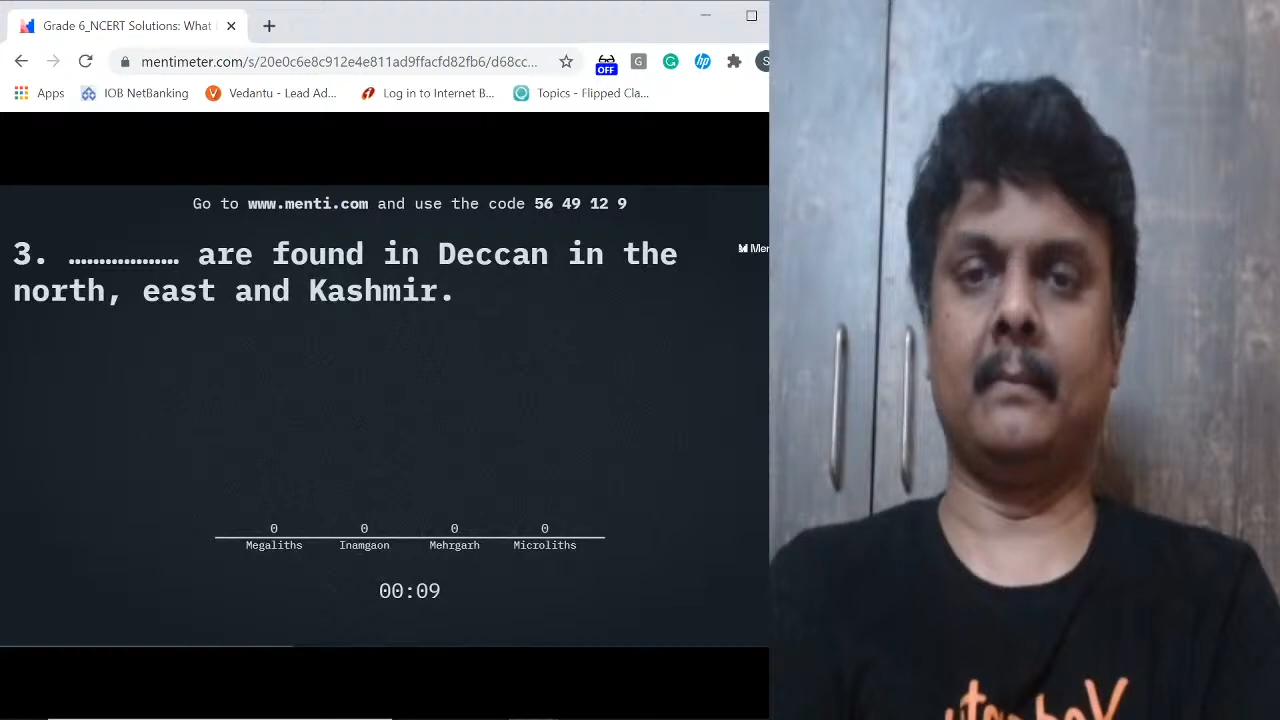 Grade 6_NCERT Solutions: What
mentimeter.com/s/20e0c6e8c912e4e811ad9ffacfd82fb6/d68cc...
OFF
G
G
hp
S
Apps
IOB NetBanking
V
Vedantu - Lead Ad...
Log in to Internet B...
Topics - Flipped Cla...
Go to www.menti.com and use the code 56 49 12 9
3. .................. are found in Deccan in the
north, east and Kashmir.
0 0 0 0
Megaliths Inamgaon Mehrgarh Microliths
00:09